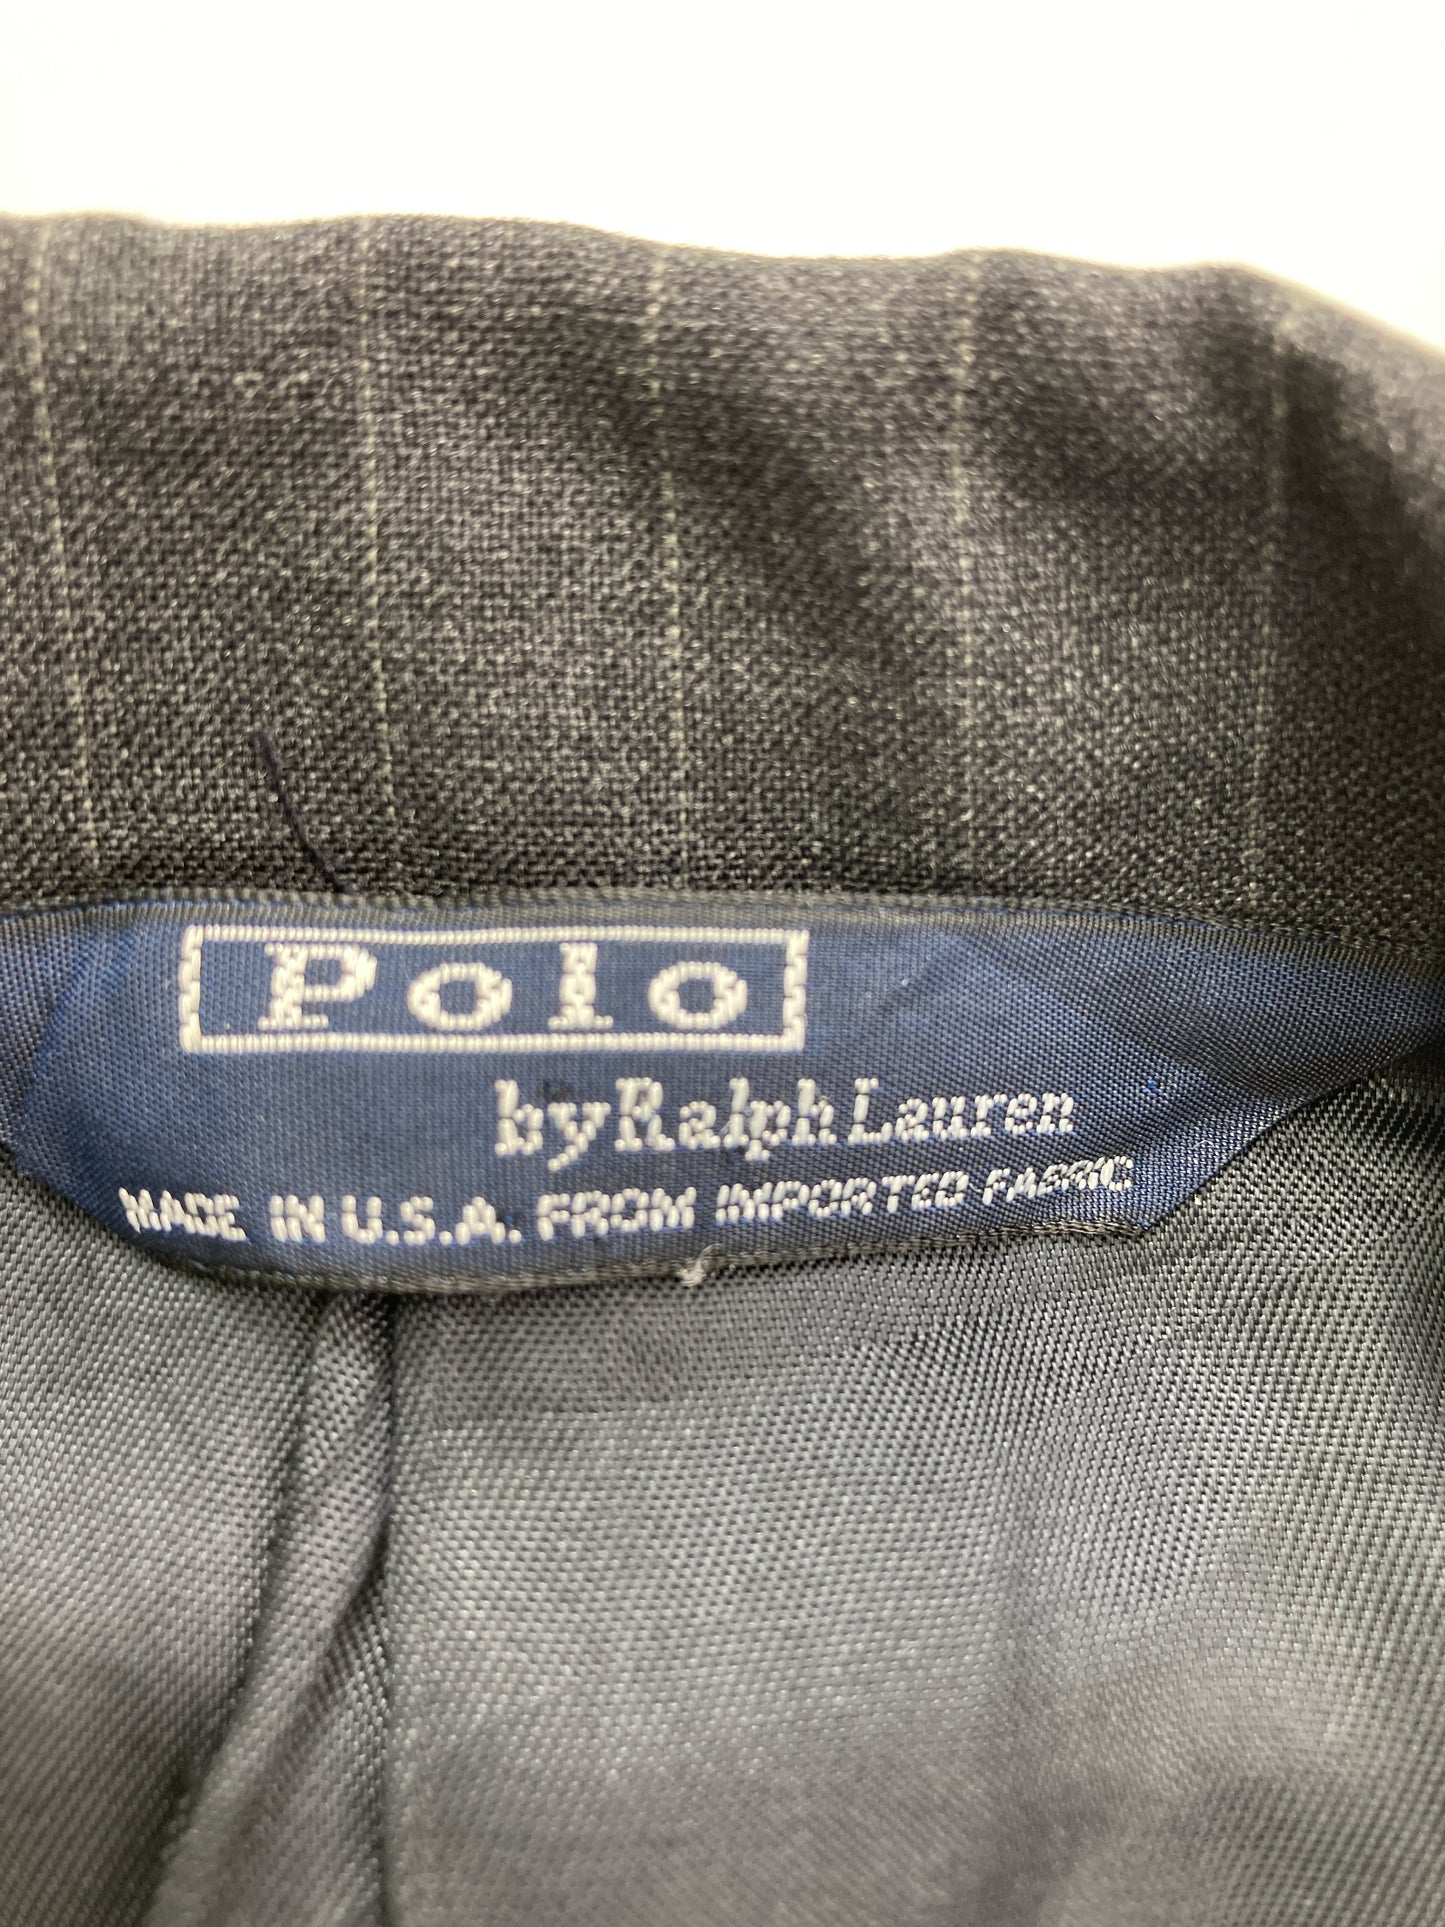 Polo
by Ralph Lauren
MADE IN U.S.A. FROM IMPORTED FABRIC